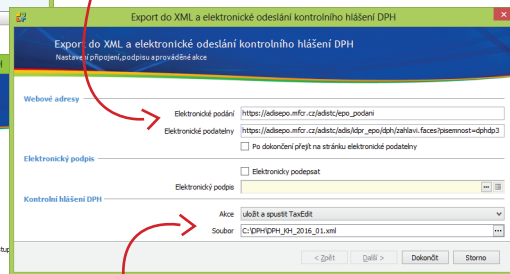 Export do XML a elektronické odeslání kontrolního hlášení DPH
Export do XML a elektronické odeslání kontrolního hlášení DPH
Nastavení připojení,podpisu a prováděné akce
Webové adresy
Elektronické podání https://adisepo.mfcr.cz/adistc/epo_podani
Elektronické podatelny https://adisepo.mfcr.cz/adistc/adis/idpr_epo/dph/zahlavi.faces?pisemnost=dphdp3
Po dokončení přejít na stránku elektronické podatelny
Elektronický podpis
Elektronicky podepsat
Elektronický podpis
Kontrolní hlášení DPH
Akce uložit a spustit TaxEdit
Soubor C:\DPH\DPH_KH_2016_01.xml
< Zpět Další > Dokončit Storno